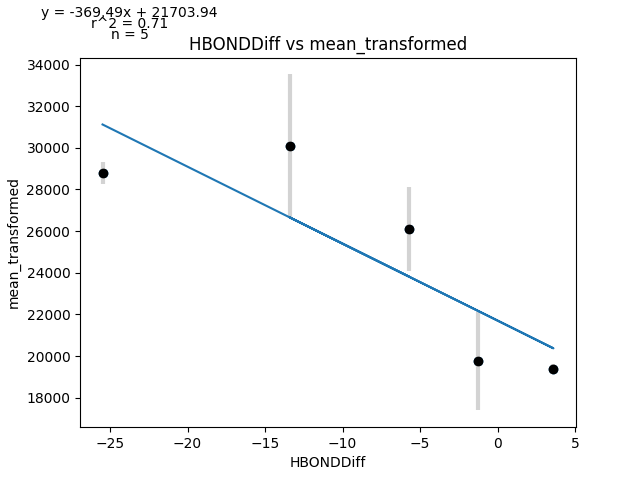 y = -369.49x + 21703.94
r^2 = 0.71
n = 5
HBONDDiff vs mean_transformed
34000
32000
30000
28000
26000
24000
22000
20000
18000
mean_transformed
−25
−20
−15
−10
−5
0
5
HBONDDiff